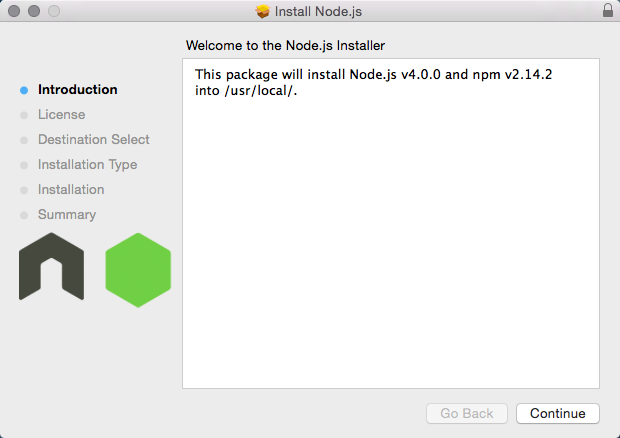 Install Node.js
Welcome to the Node.js Installer
Introduction
License
Destination Select
Installation Type
Installation
Summary
This package will install Node.js v4.0.0 and npm v2.14.2
into /usr/local/.
Go Back
Continue